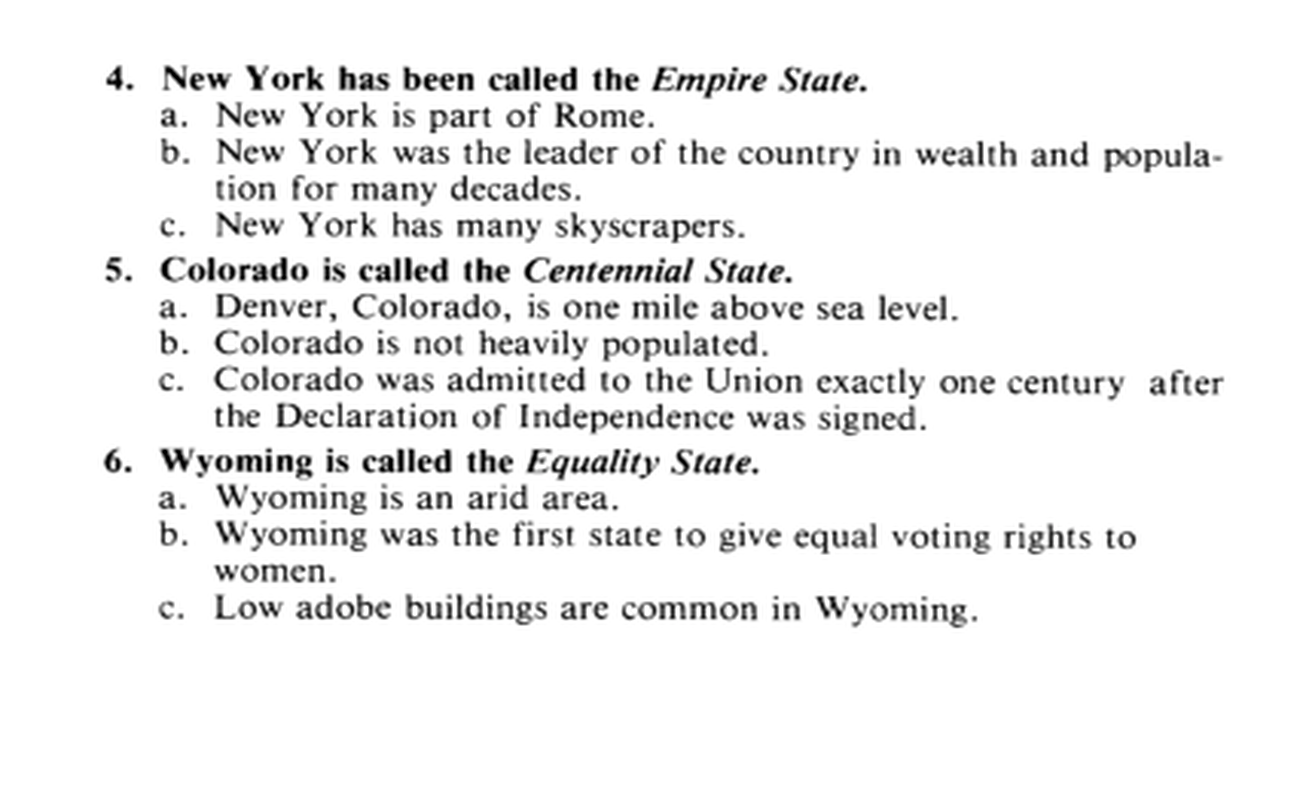 4. New York has been called the Empire State.
a. New York is part of Rome.
b. New York was the leader of the country in wealth and popula-
tion for many decades.
c. New York has many skyscrapers.
5. Colorado is called the Centennial State.
a. Denver, Colorado, is one mile above sea level.
b. Colorado is not heavily populated.
c. Colorado was admitted to the Union exactly one century after
the Declaration of Independence was signed.
6. Wyoming is called the Equality State.
a. Wyoming is an arid area.
b. Wyoming was the first state to give equal voting rights to
women.
c. Low adobe buildings are common in Wyoming.